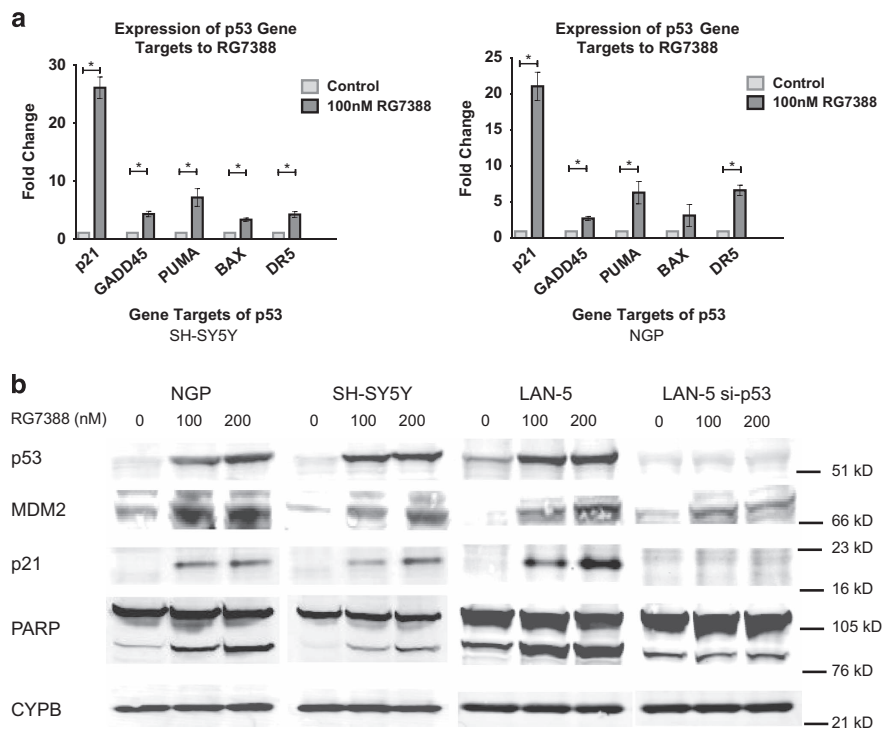 a
Expression of p53 Gene
Targets to RG7388
30
20
10
0
Fold Change
*
*
*
*
*
Control
100nM RG7388
p21
GADD45
PUMA
BAX
DR5
Gene Targets of p53
SH-SY5Y
Expression of p53 Gene
Targets to RG7388
25
20
15
10
5
0
Fold Change
*
*
*
*
Control
100nM RG7388
p21
GADD45
PUMA
BAX
DR5
Gene Targets of p53
NGP
b
NGP SH-SY5Y LAN-5 LAN-5 si-p53
RG7388 (nM) 0 100 200 0 100 200 0 100 200 0 100 200
p53
51 kD
MDM2
66 kD
23 kD
p21
16 kD
PARP
105 kD
76 kD
CYPB
21 kD